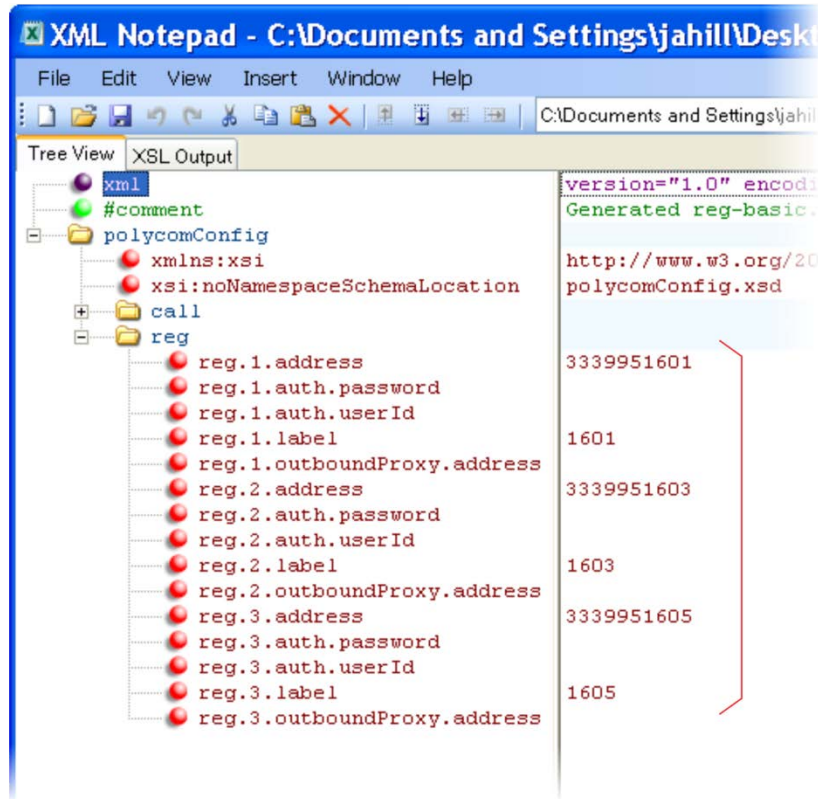 XML Notepad - C:\Documents and Settings\jahill\Deskt
File Edit View Insert Window Help
C:\Documents and Settings\jahil
Tree View XSL Output
xml version="1.0" encodi
#comment Generated reg-basic.
polycomConfig
xmlns:xsi http://www.w3.org/20
xsi:noNamespaceSchemaLocation polycomConfig.xsd
call
reg
reg.1.address 3339951601
reg.1.auth.password
reg.1.auth.userId
reg.1.label 1601
reg.1.outboundProxy.address
reg.2.address 3339951603
reg.2.auth.password
reg.2.auth.userId
reg.2.label 1603
reg.2.outboundProxy.address
reg.3.address 3339951605
reg.3.auth.password
reg.3.auth.userId
reg.3.label 1605
reg.3.outboundProxy.address